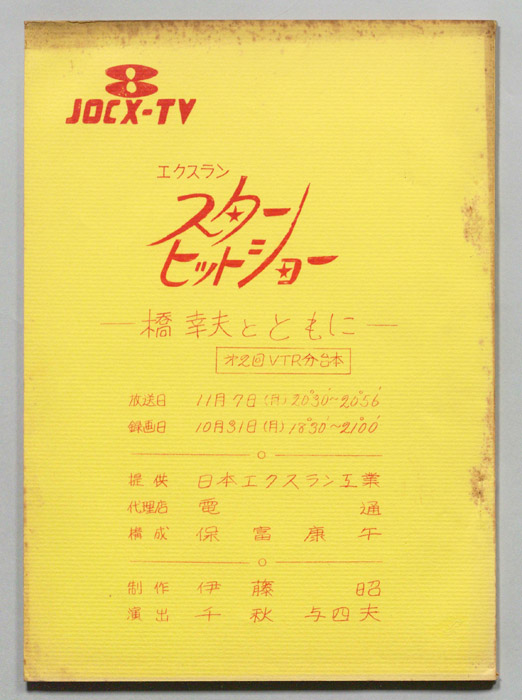 8
JOCX-TV
エクスラン
スター
ヒットショー
—橋幸夫とともに—
才2回VTR分台本
放送日 11月7日(月)20°30′~20°56′
録画日 10月31日(月)18°30′~21°00′
提供 日本エクスラン工業
代理店 電通
構成 保富康午
制作 伊藤昭
演出 千秋与四夫